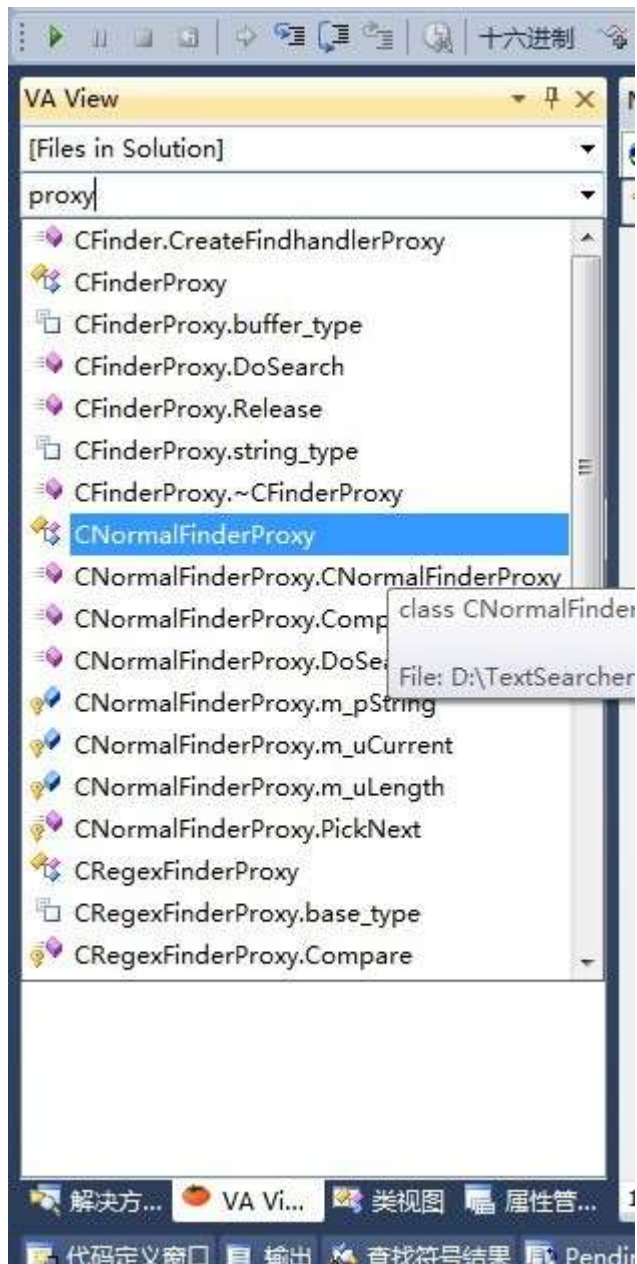 十六进制
VA View
[Files in Solution]
proxy
CFinder.CreateFindhandlerProxy
CFinderProxy
CFinderProxy.buffer_type
CFinderProxy.DoSearch
CFinderProxy.Release
CFinderProxy.string_type
CFinderProxy.~CFinderProxy
CNormalFinderProxy
CNormalFinderProxy.CNormalFinderProxy
CNormalFinderProxy.Comp
class CNormalFinder
CNormalFinderProxy.DoSea
File: D:\TextSearcher
CNormalFinderProxy.m_pString
CNormalFinderProxy.m_uCurrent
CNormalFinderProxy.m_uLength
CNormalFinderProxy.PickNext
CRegexFinderProxy
CRegexFinderProxy.base_type
CRegexFinderProxy.Compare
解决方... VA Vi... 类视图 属性管...
代码定义窗口 输出 查找符号结果 Pendin